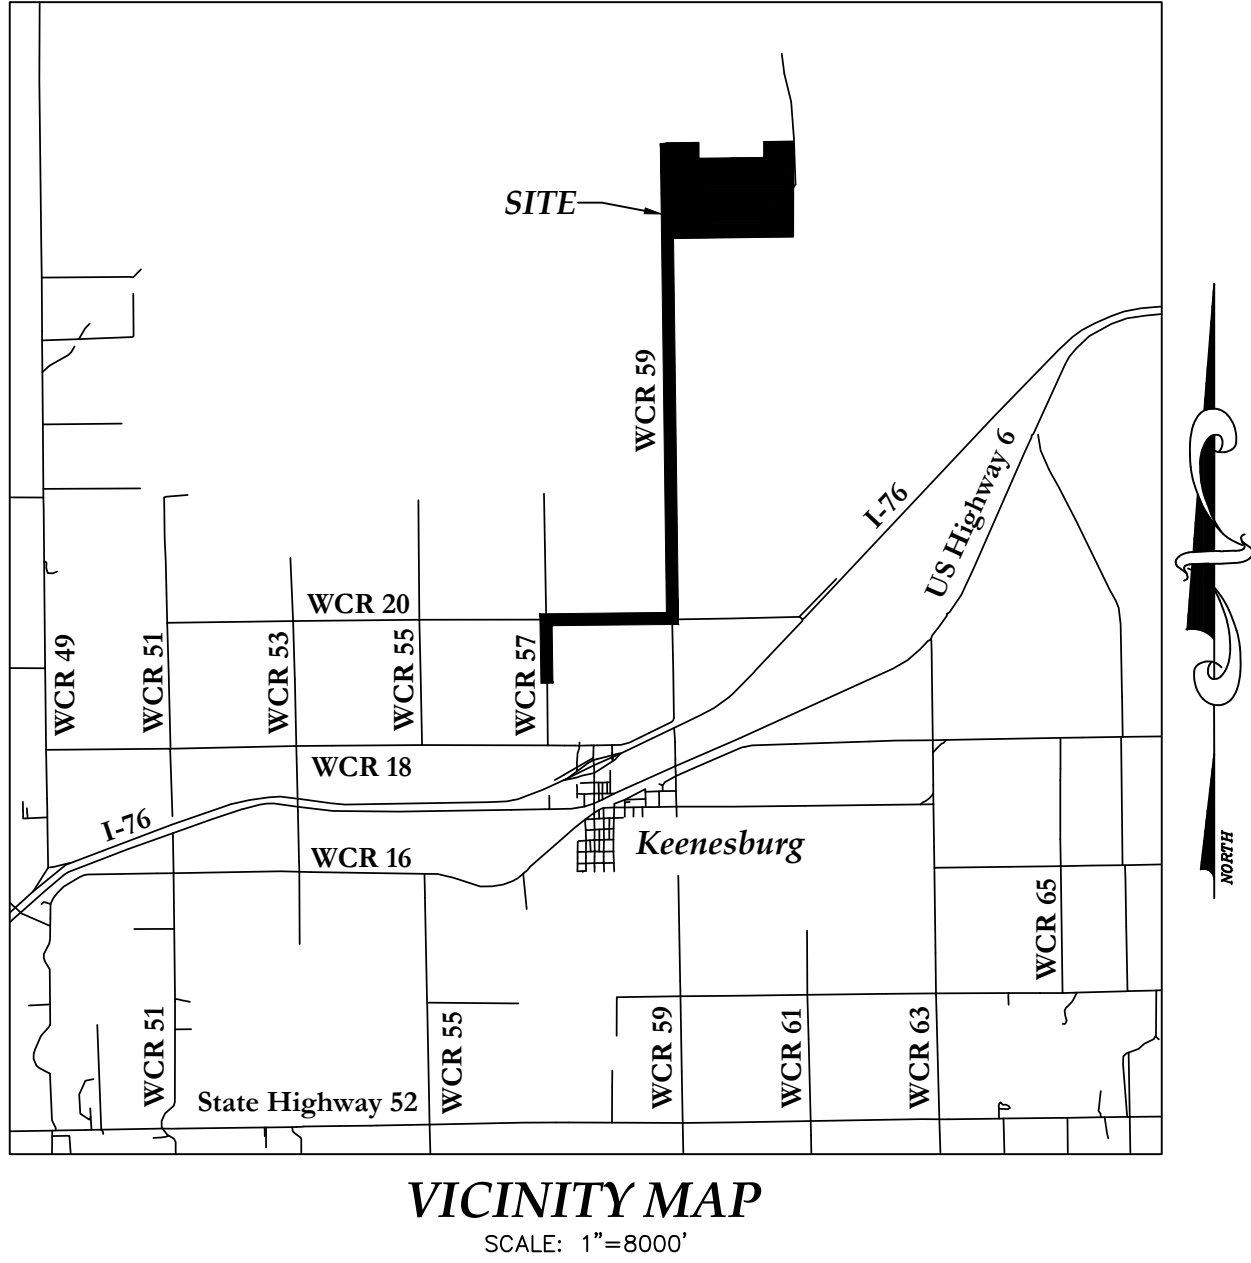 SITE
WCR 59
I-76
US Highway 6
WCR 20
WCR 49
WCR 51
WCR 53
WCR 55
WCR 57
WCR 18
I-76
WCR 16
Keenesburg
NORTH
WCR 65
WCR 51
WCR 55
WCR 59
WCR 61
WCR 63
State Highway 52
VICINITY MAP
SCALE: 1"=8000'